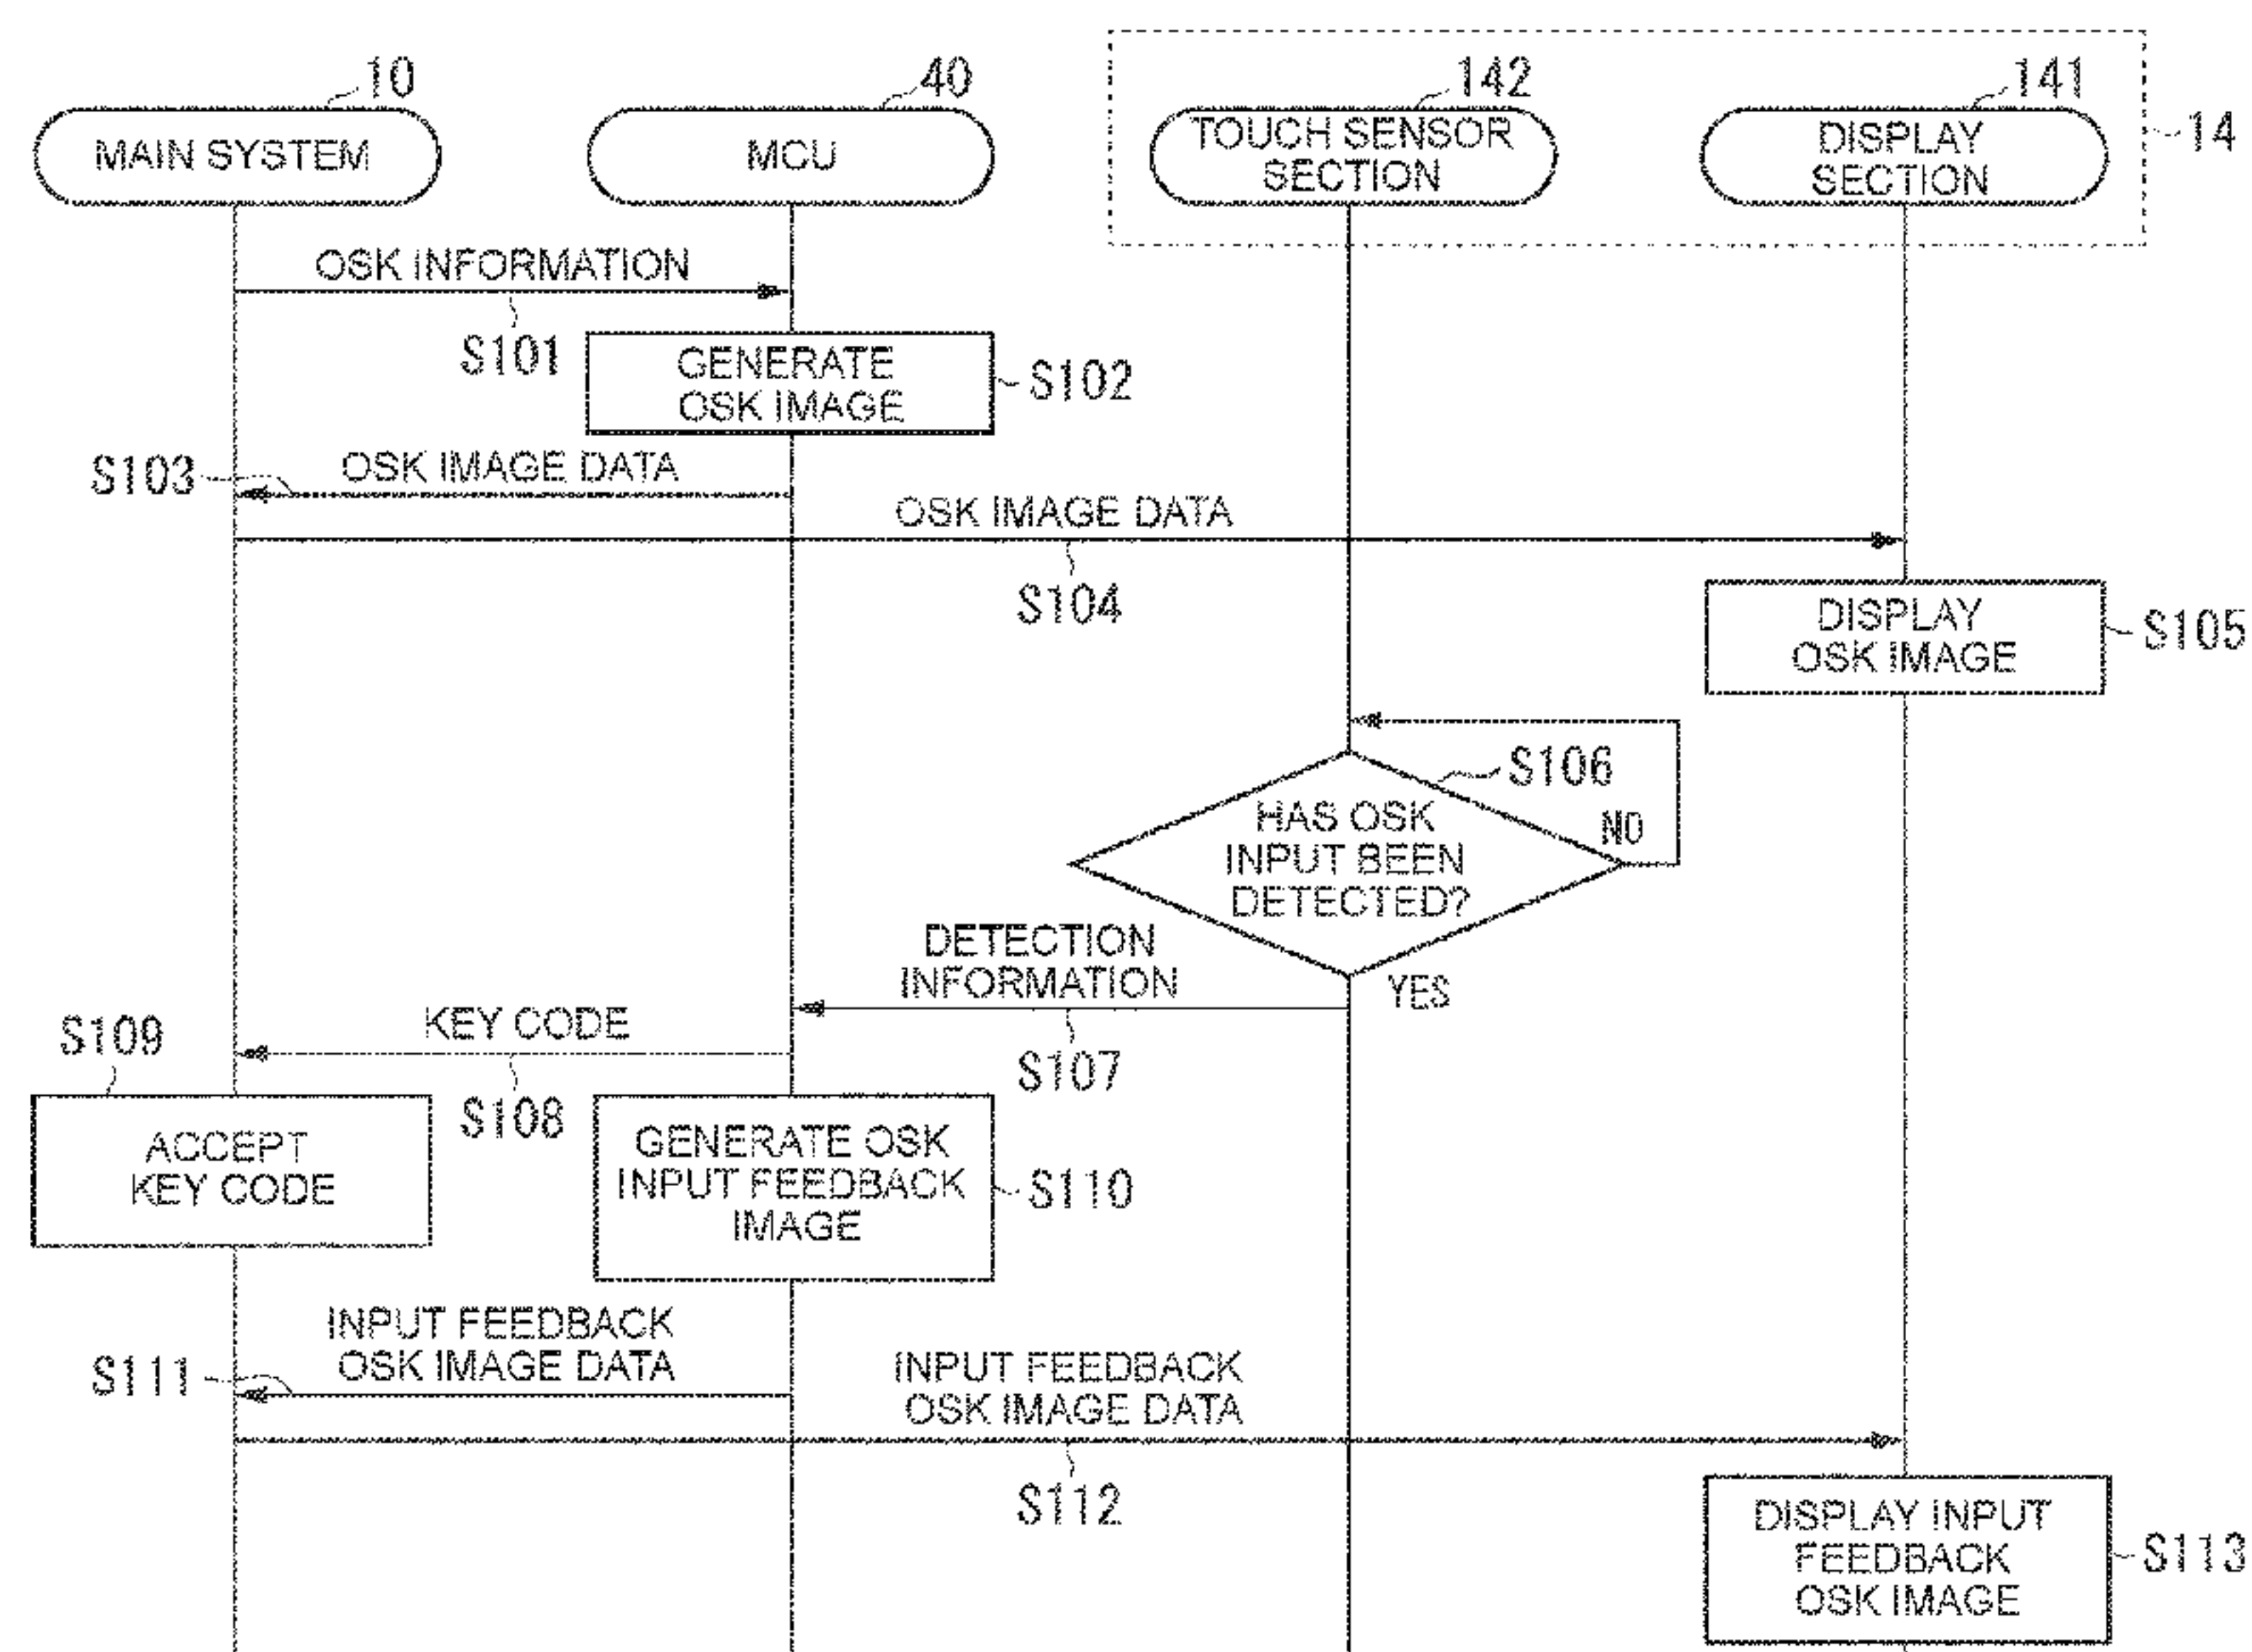 10
40
142
141
14
MAIN SYSTEM
MCU
TOUCH SENSOR
SECTION
DISPLAY
SECTION
OSK INFORMATION
S101
GENERATE
OSK IMAGE
S102
S103
OSK IMAGE DATA
OSK IMAGE DATA
S104
DISPLAY
OSK IMAGE
S105
S106
HAS OSK
INPUT BEEN
DETECTED?
NO
YES
DETECTION
INFORMATION
S107
KEY CODE
S108
S109
ACCEPT
KEY CODE
GENERATE OSK
INPUT FEEDBACK
IMAGE
S110
INPUT FEEDBACK
OSK IMAGE DATA
S111
INPUT FEEDBACK
OSK IMAGE DATA
S112
DISPLAY INPUT
FEEDBACK
OSK IMAGE
S113